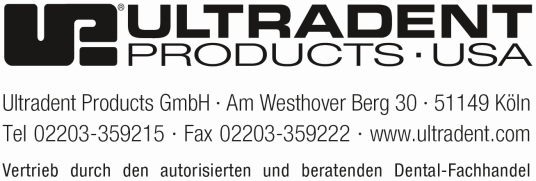 ULTRADENT
PRODUCTS · USA
Ultradent Products GmbH · Am Westhover Berg 30 · 51149 Köln
Tel 02203-359215 · Fax 02203-359222 · www.ultradent.com
Vertrieb durch den autorisierten und beratenden Dental-Fachhandel